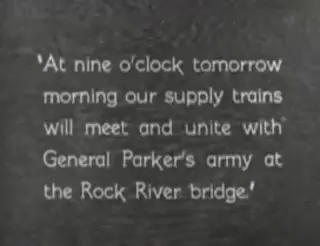 'At nine o'clock tomorrow
morning our supply trains
will meet and unite with
General Parker's army at
the Rock River bridge.'